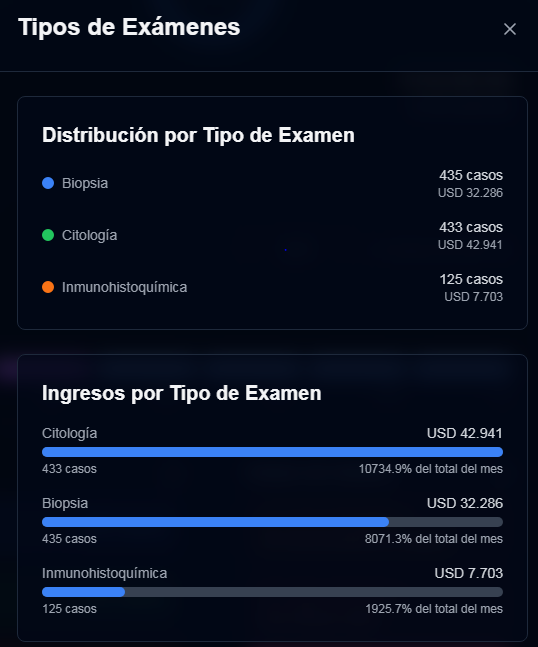 Tipos de Exámenes
Distribución por Tipo de Examen
Biopsia
435 casos
USD 32.286
Citología
433 casos
USD 42.941
Inmunohistoquímica
125 casos
USD 7.703
Ingresos por Tipo de Examen
Citología USD 42.941
433 casos 10734.9% del total del mes
Biopsia USD 32.286
435 casos 8071.3% del total del mes
Inmunohistoquímica USD 7.703
125 casos 1925.7% del total del mes